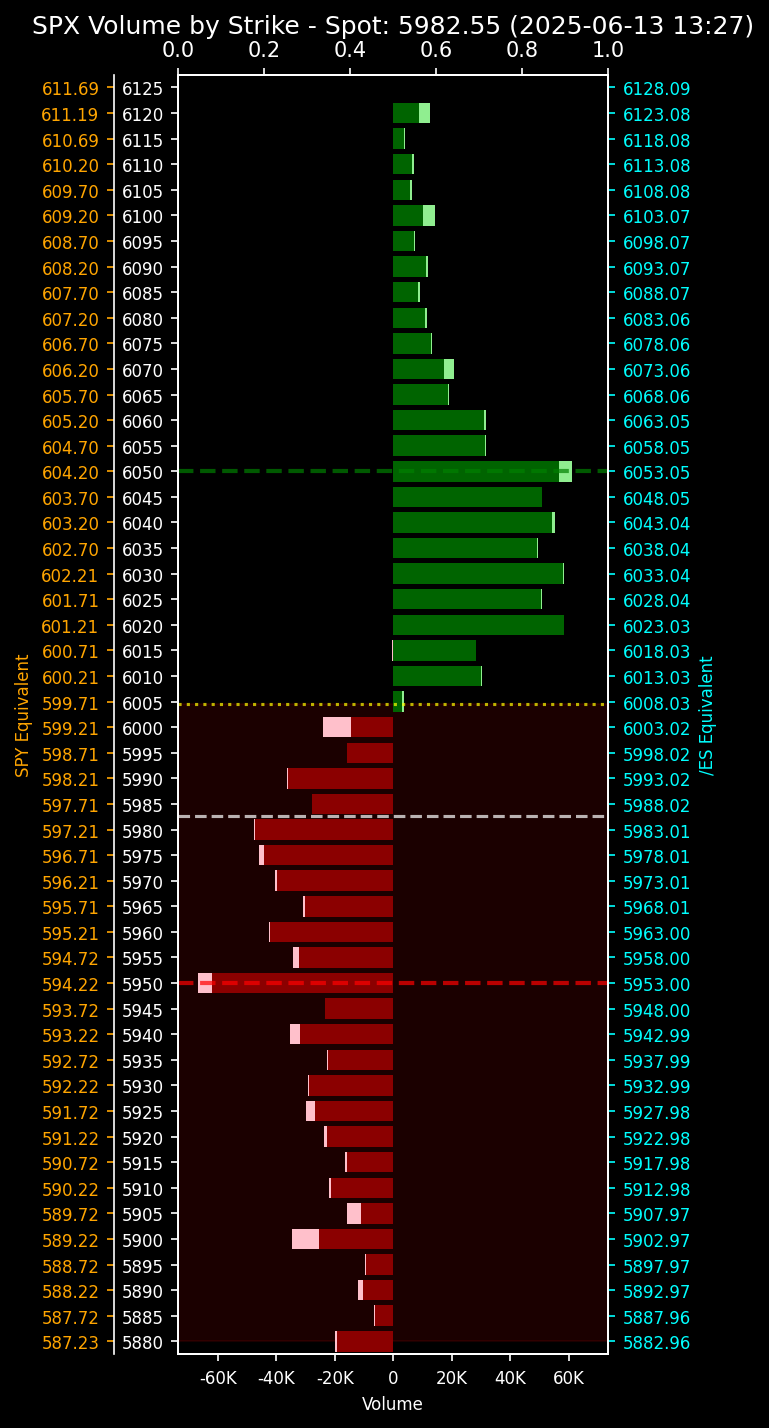 SPX Volume by Strike - Spot: 5982.55 (2025-06-13 13:27)
0.0 0.2 0.4 0.6 0.8 1.0
611.69 6125 6128.09
611.19 6120 6123.08
610.69 6115 6118.08
610.20 6110 6113.08
609.70 6105 6108.08
609.20 6100 6103.07
608.70 6095 6098.07
608.20 6090 6093.07
607.70 6085 6088.07
607.20 6080 6083.06
606.70 6075 6078.06
606.20 6070 6073.06
605.70 6065 6068.06
605.20 6060 6063.05
604.70 6055 6058.05
604.20 6050 6053.05
603.70 6045 6048.05
603.20 6040 6043.04
602.70 6035 6038.04
602.21 6030 6033.04
601.71 6025 6028.04
601.21 6020 6023.03
600.71 6015 6018.03
600.21 6010 6013.03
599.71 6005 6008.03
599.21 6000 6003.02
598.71 5995 5998.02
598.21 5990 5993.02
597.71 5985 5988.02
597.21 5980 5983.01
596.71 5975 5978.01
596.21 5970 5973.01
595.71 5965 5968.01
595.21 5960 5963.00
594.72 5955 5958.00
594.22 5950 5953.00
593.72 5945 5948.00
593.22 5940 5942.99
592.72 5935 5937.99
592.22 5930 5932.99
591.72 5925 5927.98
591.22 5920 5922.98
590.72 5915 5917.98
590.22 5910 5912.98
589.72 5905 5907.97
589.22 5900 5902.97
588.72 5895 5897.97
588.22 5890 5892.97
587.72 5885 5887.96
587.23 5880 5882.96
SPY Equivalent
/ES Equivalent
-60K -40K -20K 0 20K 40K 60K
Volume